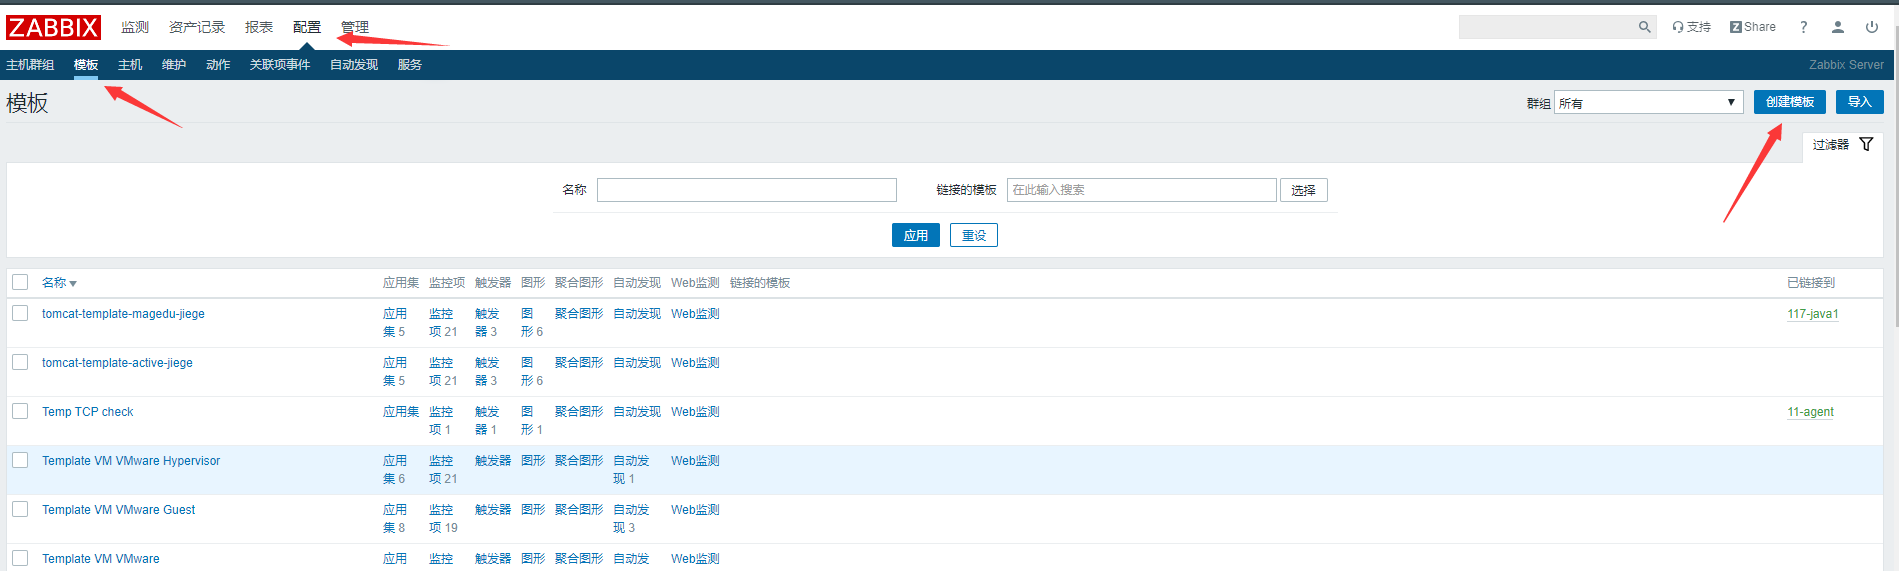 ZABBIX 监测 资产记录 报表 配置 管理 支持 Z Share ?
主机群组 模板 主机 维护 动作 关联项事件 自动发现 服务 Zabbix Server
模板 群组 所有 创建模板 导入
过滤器
名称 链接的模板 在此输入搜索 选择
应用 重设
名称 应用集 监控项 触发器 图形 聚合图形 自动发现 Web监测 链接的模板 已链接到
tomcat-template-magedu-jiege 应用 监控 触发 图 聚合图形 自动发现 Web监测 117-java1
集 5 项 21 器 3 形 6
tomcat-template-active-jiege 应用 监控 触发 图 聚合图形 自动发现 Web监测
集 5 项 21 器 3 形 6
Temp TCP check 应用集 监控 触发 图 聚合图形 自动发现 Web监测 11-agent
项 1 器 1 形 1
Template VM VMware Hypervisor 应用 监控 触发器 图形 聚合图形 自动发 Web监测
集 6 项 21 现 1
Template VM VMware Guest 应用 监控 触发器 图形 聚合图形 自动发 Web监测
集 8 项 19 现 3
Template VM VMware 应用 监控 触发器 图形 聚合图形 自动发 Web监测